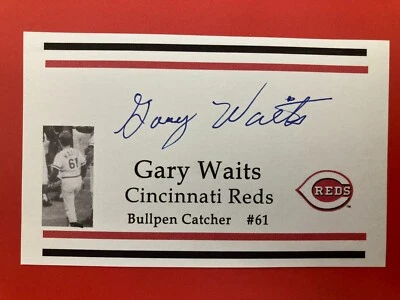 Gary Waits
Gary Waits
Cincinnati Reds
REDS
Bullpen Catcher #61
61